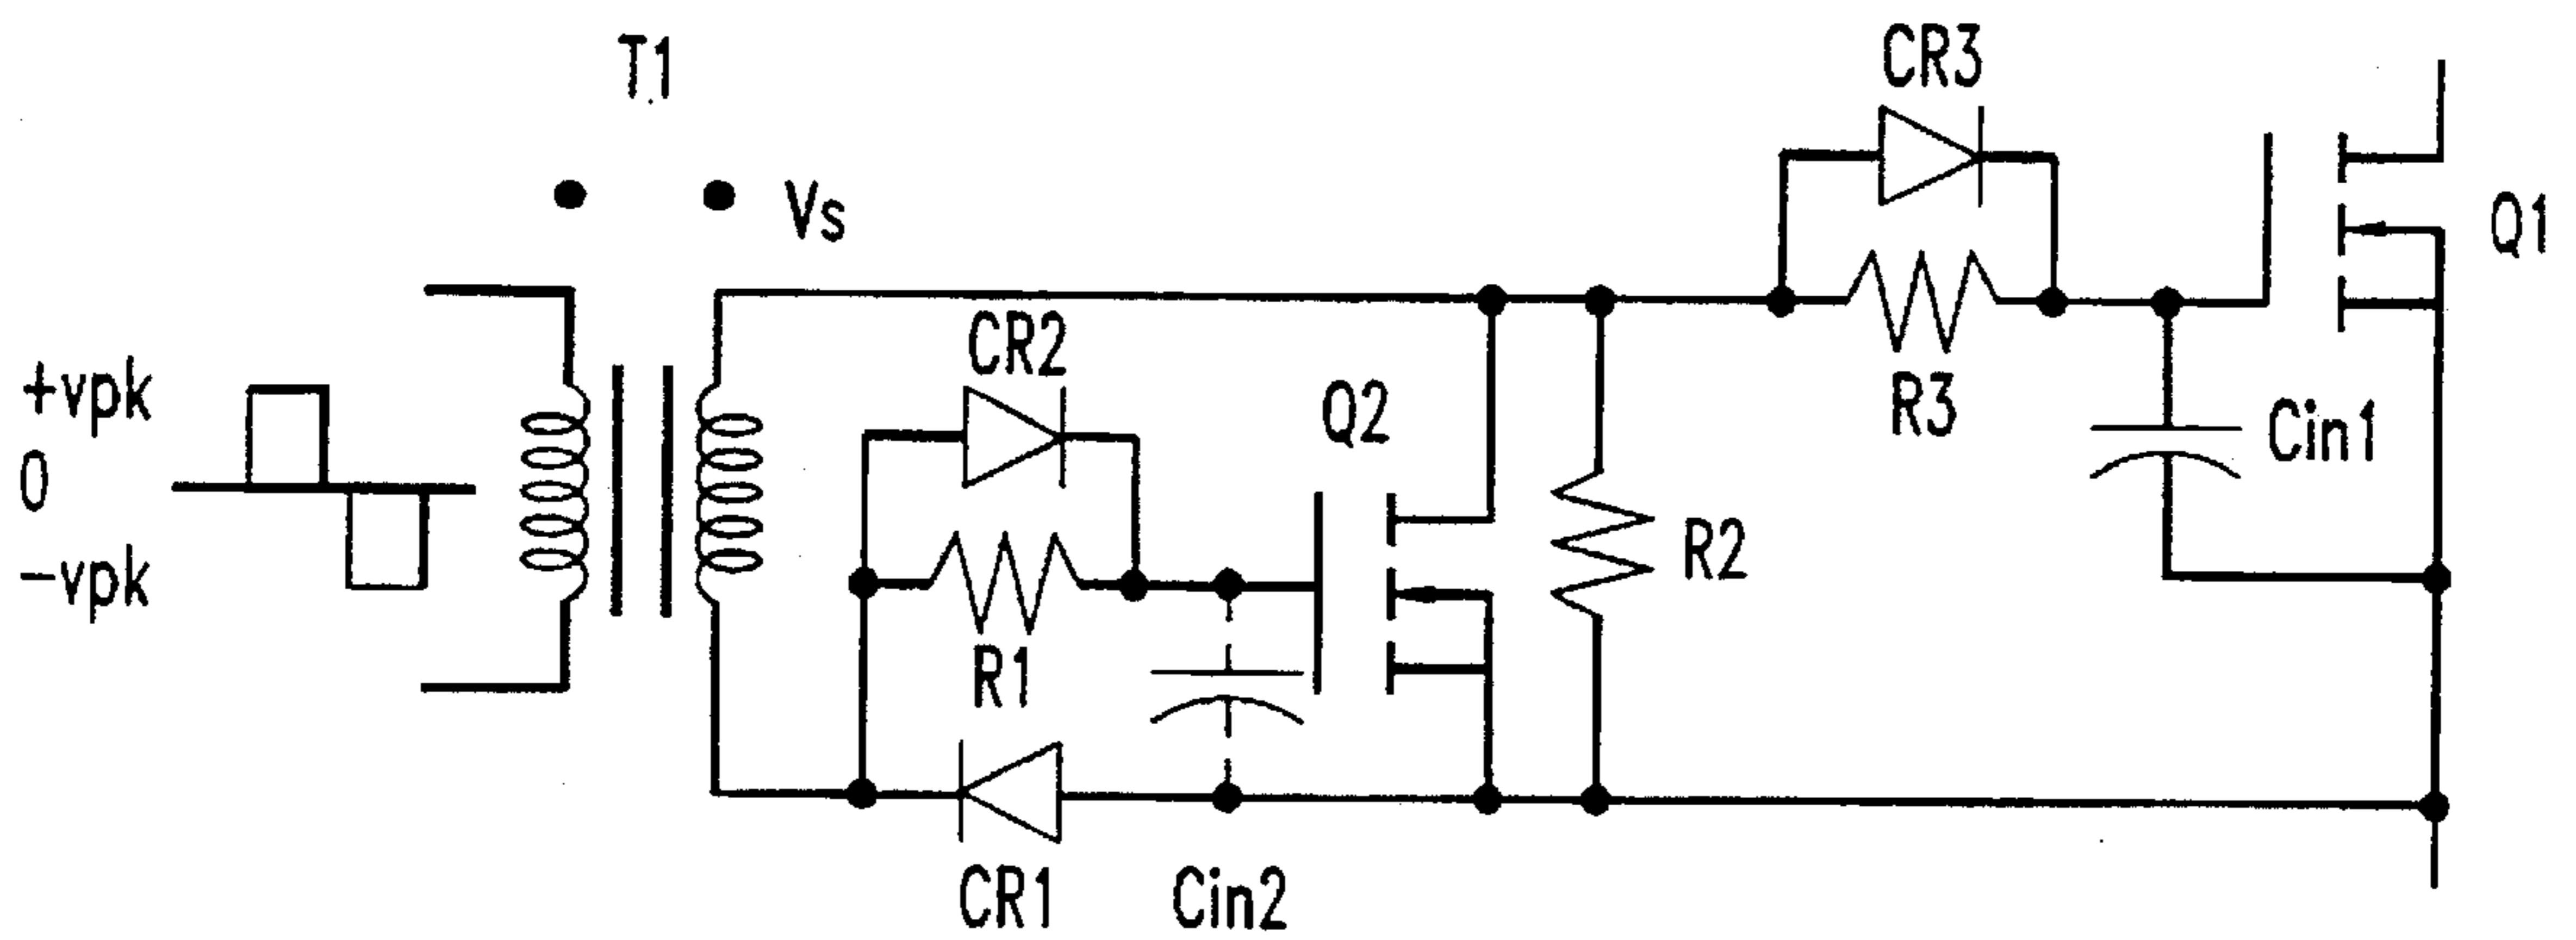 T1
CR3
Vs
Q1
CR2
+vpk
Q2
R3
Cin1
0
R2
-vpk
R1
CR1
Cin2